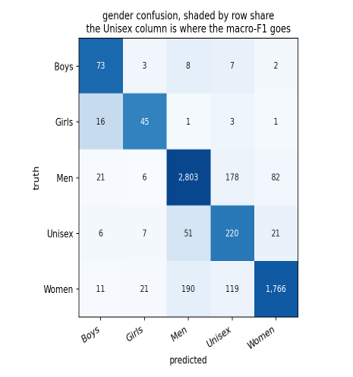 gender confusion, shaded by row share
the Unisex column is where the macro-F1 goes
truth
Boys 73 3 8 7 2
Girls 16 45 1 3 1
Men 21 6 2,803 178 82
Unisex 6 7 51 220 21
Women 11 21 190 119 1,766
Boys Girls Men Unisex Women
predicted